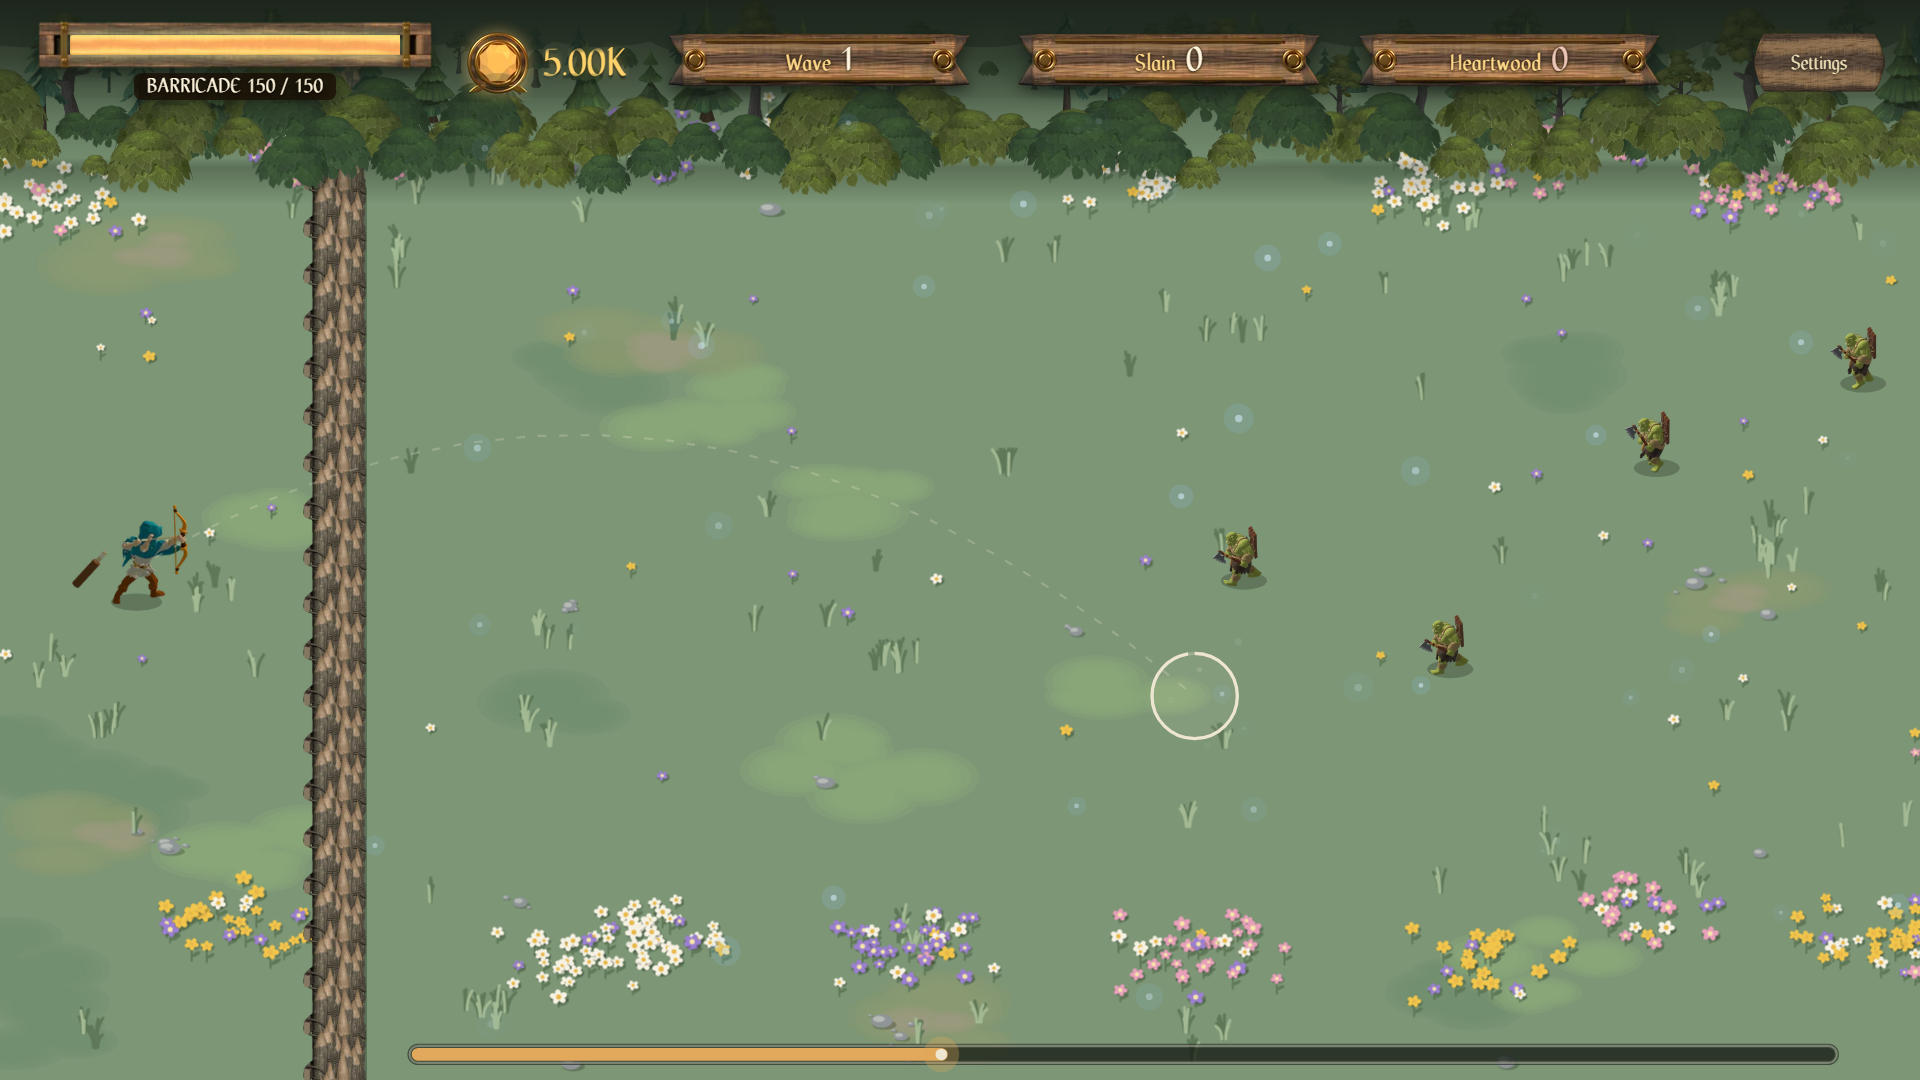 BARRICADE 150 / 150
5.00K
Wave 1
Slain 0
Heartwood 0
Settings